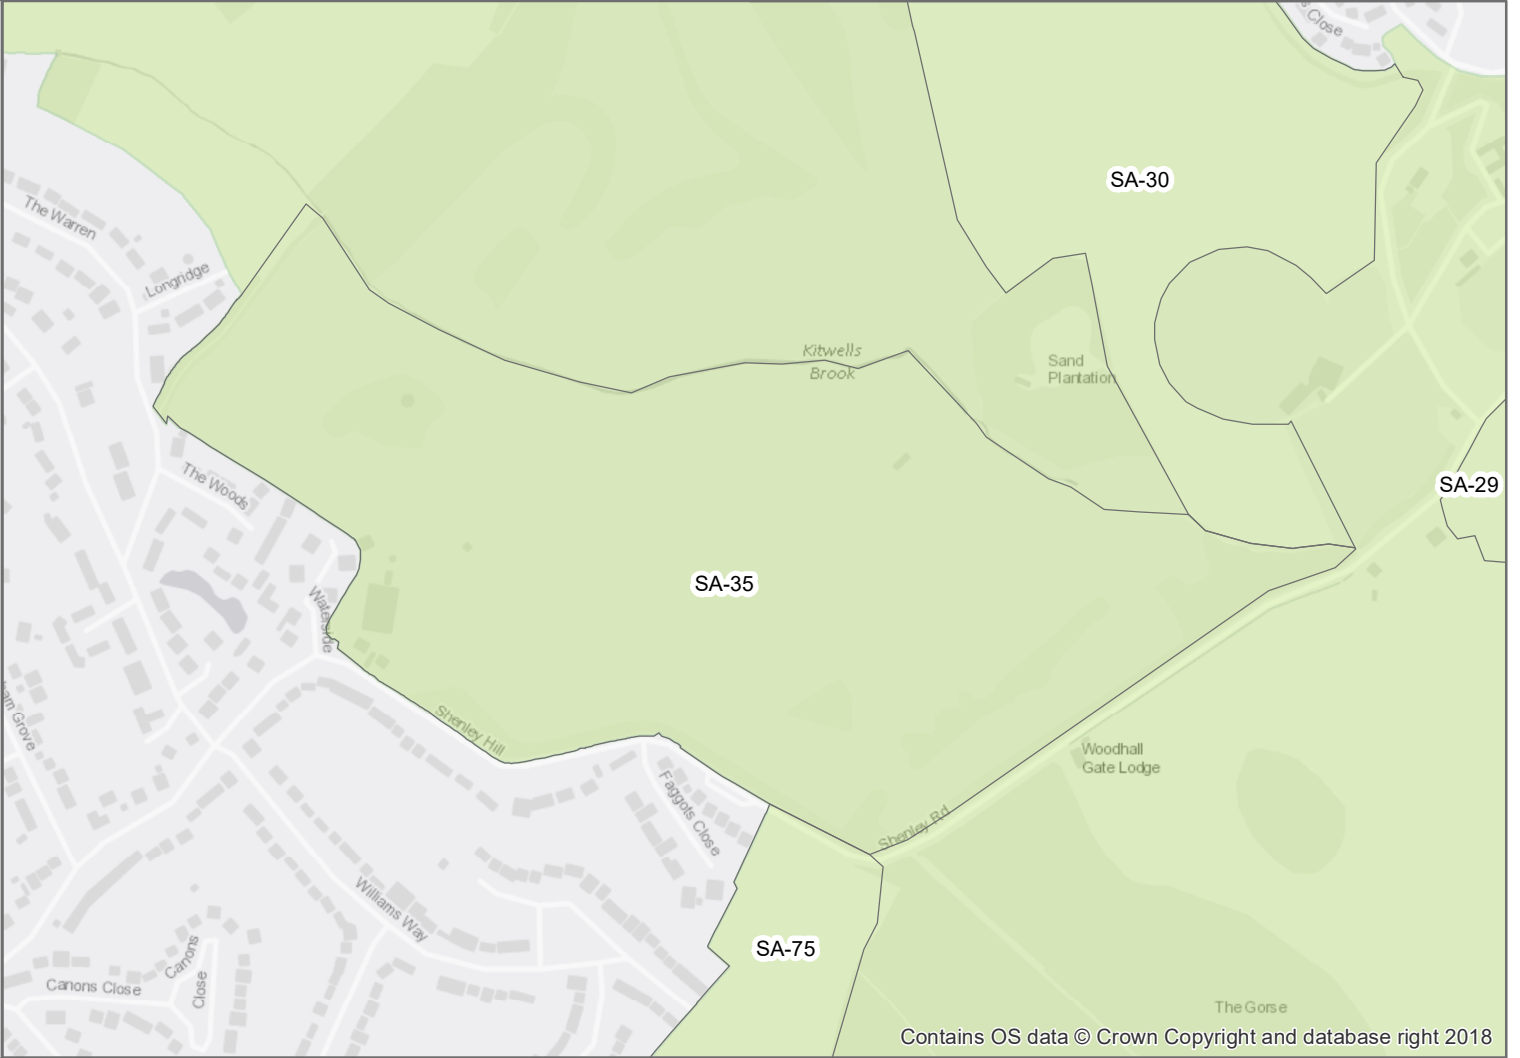 s Close
SA-30
The Warren
Longridge
Kitwells
Brook
Sand
Plantation
The Woods
SA-29
SA-35
Waterside
am Grove
Shenley Hill
Woodhall
Gate Lodge
Faggots Close
Shenley Rd
Williams Way
SA-75
Canons
Close
Canons Close
The Gorse
Contains OS data © Crown Copyright and database right 2018